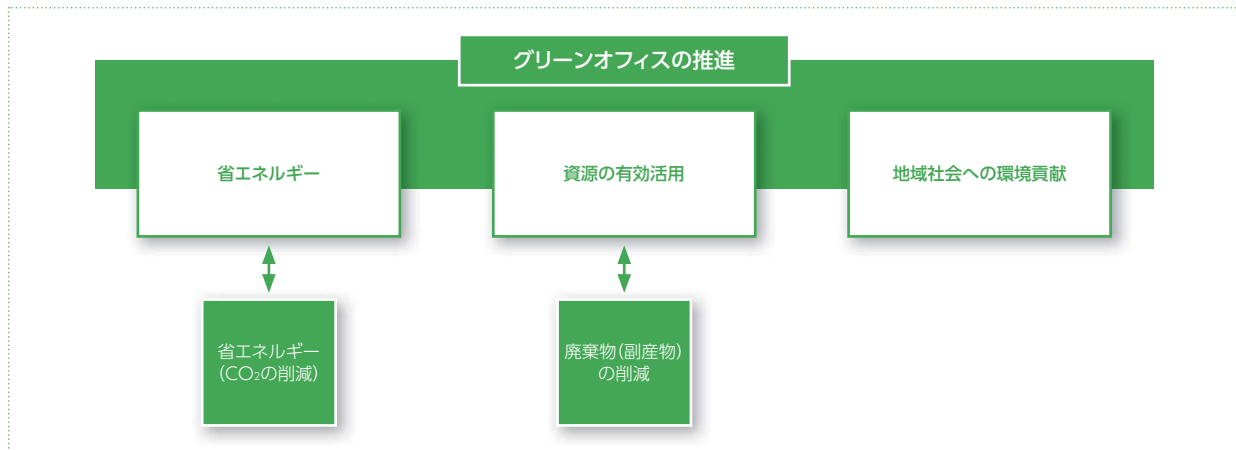 グリーンオフィスの推進
省エネルギー
資源の有効活用
地域社会への環境貢献
省エネルギー
(CO₂の削減)
廃棄物(副産物)
の削減